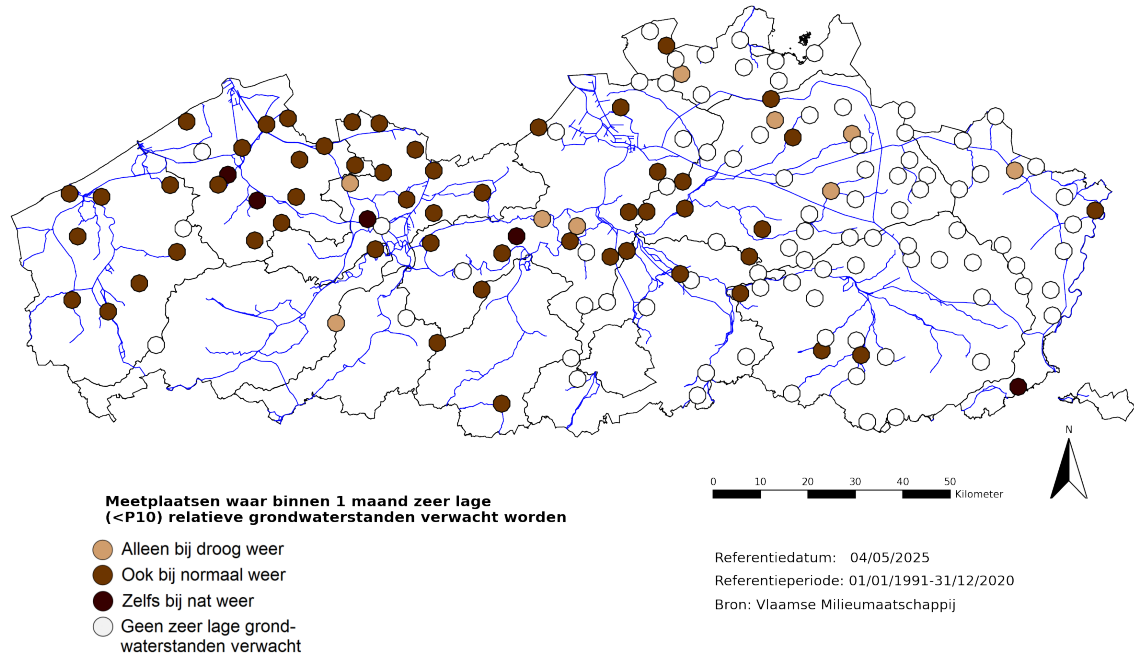 N
0 10 20 30 40 50
Kilometer
Meetplaatsen waar binnen 1 maand zeer lage
(<P10) relatieve grondwaterstanden verwacht worden
Alleen bij droog weer
Ook bij normaal weer
Zelfs bij nat weer
Geen zeer lage grond-
waterstanden verwacht
Referentiedatum: 04/05/2025
Referentieperiode: 01/01/1991-31/12/2020
Bron: Vlaamse Milieumaatschappij